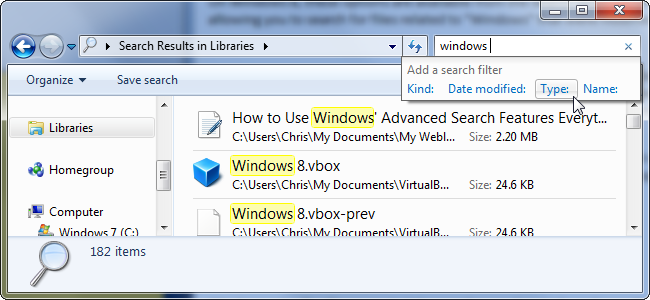 Search Results in Libraries
windows
Organize
Save search
Add a search filter
Kind: Date modified: Type: Name:
Libraries
Homegroup
Computer
Windows 7 (C:)
How to Use Windows' Advanced Search Features Everyt...
C:\Users\Chris\My Documents\My Webl... Size: 2.20 MB
Windows 8.vbox
C:\Users\Chris\My Documents\VirtualB... Size: 24.6 KB
Windows 8.vbox-prev
C:\Users\Chris\My Documents\VirtualB... Size: 24.6 KB
182 items